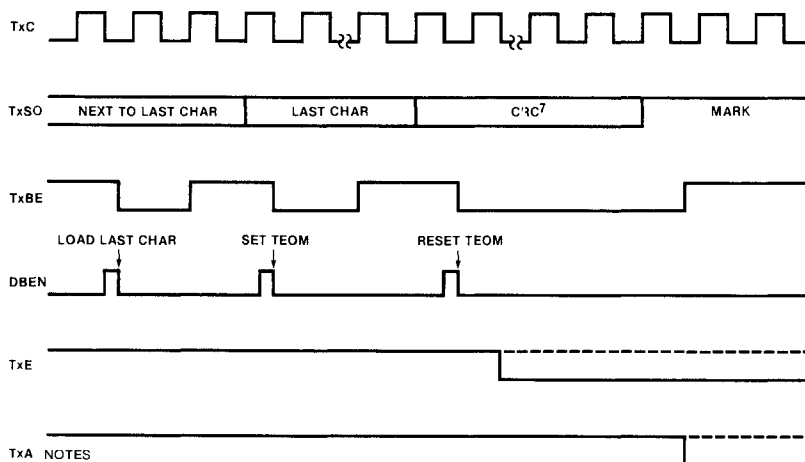 TxC
TxSO NEXT TO LAST CHAR LAST CHAR CRC7 MARK
TxBE
LOAD LAST CHAR SET TEOM RESET TEOM
DBEN
TxE
TxA NOTES